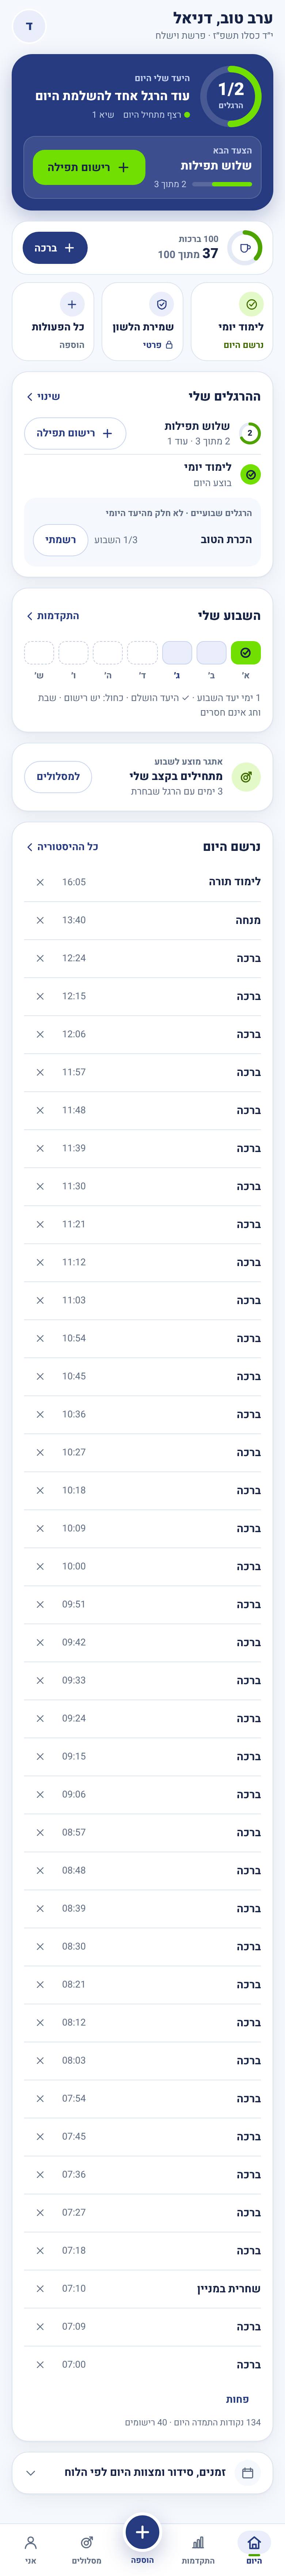 ערב טוב, דניאל
י״ד כסלו תשפ״ז · פרשת וישלח
ד
היעד שלי היום
עוד הרגל אחד להשלמת היום
רצף מתחיל היום שיא 1
1/2
הרגלים
הצעד הבא
שלוש תפילות
2 מתוך 3
רישום תפילה
100 ברכות
37 מתוך 100
ברכה
לימוד יומי
נרשם היום
שמירת הלשון
פרטי
כל הפעולות
הוספה
ההרגלים שלי
שינוי
2
שלוש תפילות
2 מתוך 3 · עוד 1
רישום תפילה
לימוד יומי
בוצע היום
הרגלים שבועיים · לא חלק מהיעד היומי
הכרת הטוב
1/3 השבוע
רשמתי
השבוע שלי
התקדמות
א׳ ב׳ ג׳ ד׳ ה׳ ו׳ ש׳
1 ימי יעד השבוע · ✓ היעד הושלם · כחול: יש רישום · שבת
וחג אינם חסרים
אתגר מוצע לשבוע
מתחילים בקצב שלי
3 ימים עם הרגל שבחרת
למסלולים
נרשם היום
כל ההיסטוריה
לימוד תורה 16:05
מנחה 13:40
ברכה 12:24
ברכה 12:15
ברכה 12:06
ברכה 11:57
ברכה 11:48
ברכה 11:39
ברכה 11:30
ברכה 11:21
ברכה 11:12
ברכה 11:03
ברכה 10:54
ברכה 10:45
ברכה 10:36
ברכה 10:27
ברכה 10:18
ברכה 10:09
ברכה 10:00
ברכה 09:51
ברכה 09:42
ברכה 09:33
ברכה 09:24
ברכה 09:15
ברכה 09:06
ברכה 08:57
ברכה 08:48
ברכה 08:39
ברכה 08:30
ברכה 08:21
ברכה 08:12
ברכה 08:03
ברכה 07:54
ברכה 07:45
ברכה 07:36
ברכה 07:27
ברכה 07:18
שחרית במניין 07:10
ברכה 07:09
ברכה 07:00
פחות
134 נקודות התמדה היום · 40 רישומים
זמנים, סידור ומצוות היום לפי הלוח
היום
התקדמות
הוספה
מסלולים
אני